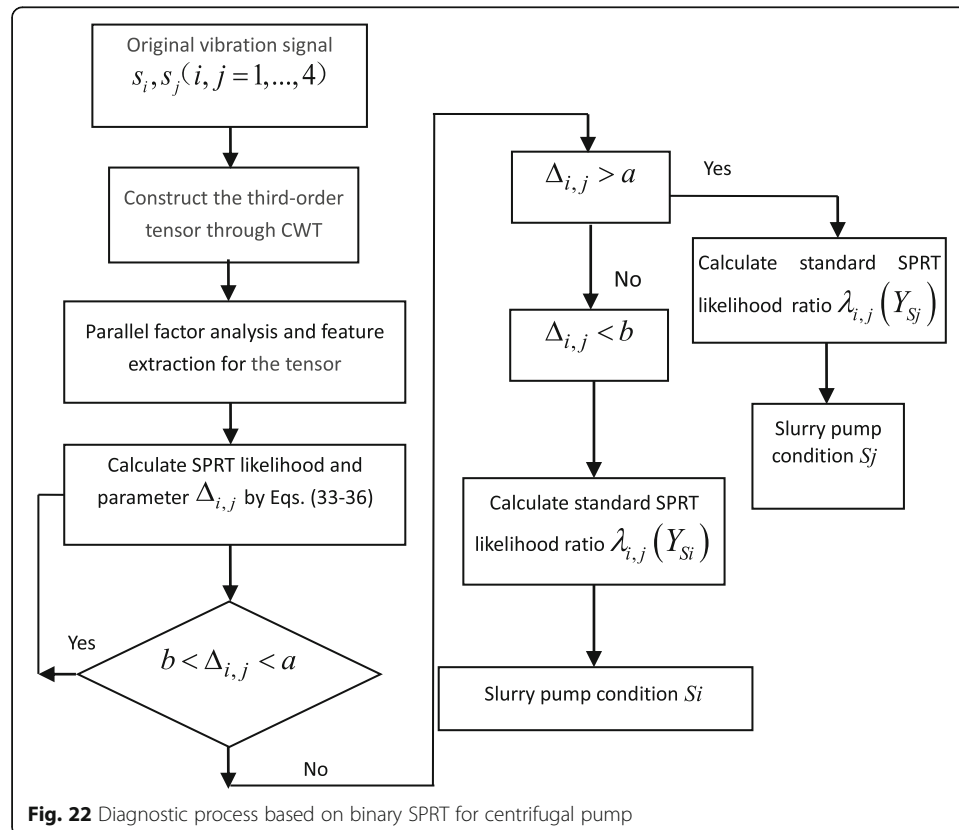 Original vibration signal
s_i, s_j (i, j = 1,...,4)
Construct the third-order
tensor through CWT
Parallel factor analysis and feature
extraction for the tensor
Calculate SPRT likelihood and
parameter Δ_{i,j} by Eqs. (33-36)
Yes
b < Δ_{i,j} < a
No
Δ_{i,j} > a
Yes
No
Δ_{i,j} < b
Calculate standard SPRT
likelihood ratio λ_{i,j}(Y_{Sj})
Slurry pump
condition Sj
Calculate standard SPRT
likelihood ratio λ_{i,j}(Y_{Si})
Slurry pump condition Si
Fig. 22 Diagnostic process based on binary SPRT for centrifugal pump